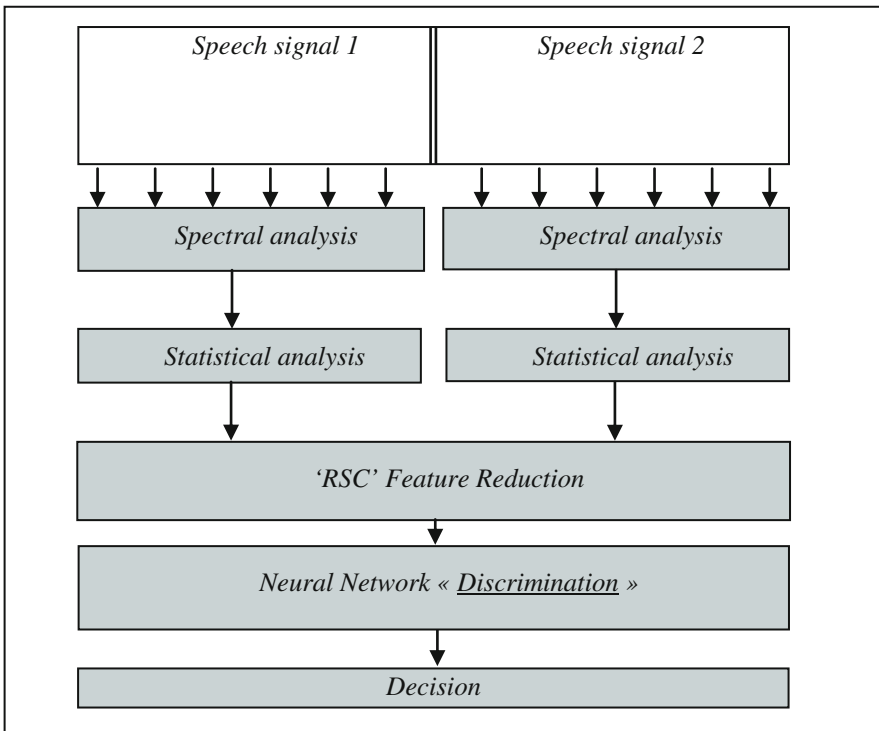 Speech signal 1
Speech signal 2
Spectral analysis
Spectral analysis
Statistical analysis
Statistical analysis
‘RSC’ Feature Reduction
Neural Network « Discrimination »
Decision